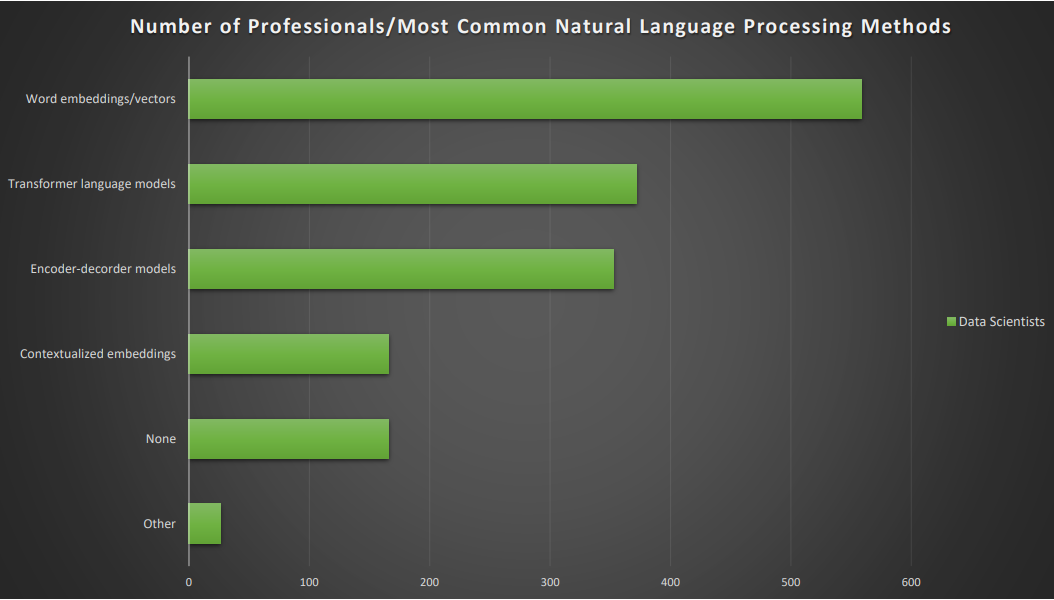 Number of Professionals/Most Common Natural Language Processing Methods
Word embeddings/vectors
Transformer language models
Encoder-decorder models
Contextualized embeddings
None
Other
0 100 200 300 400 500 600
Data Scientists